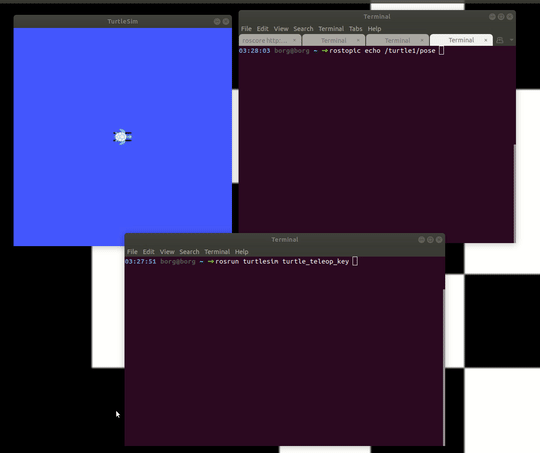 TurtleSim
Terminal
File Edit View Search Terminal Tabs Help
roscore http:... × Terminal × Terminal × Terminal ×
03:28:03 borg@borg ~ →rostopic echo /turtle1/pose
Terminal
File Edit View Search Terminal Help
03:27:51 borg@borg ~ →rosrun turtlesim turtle_teleop_key